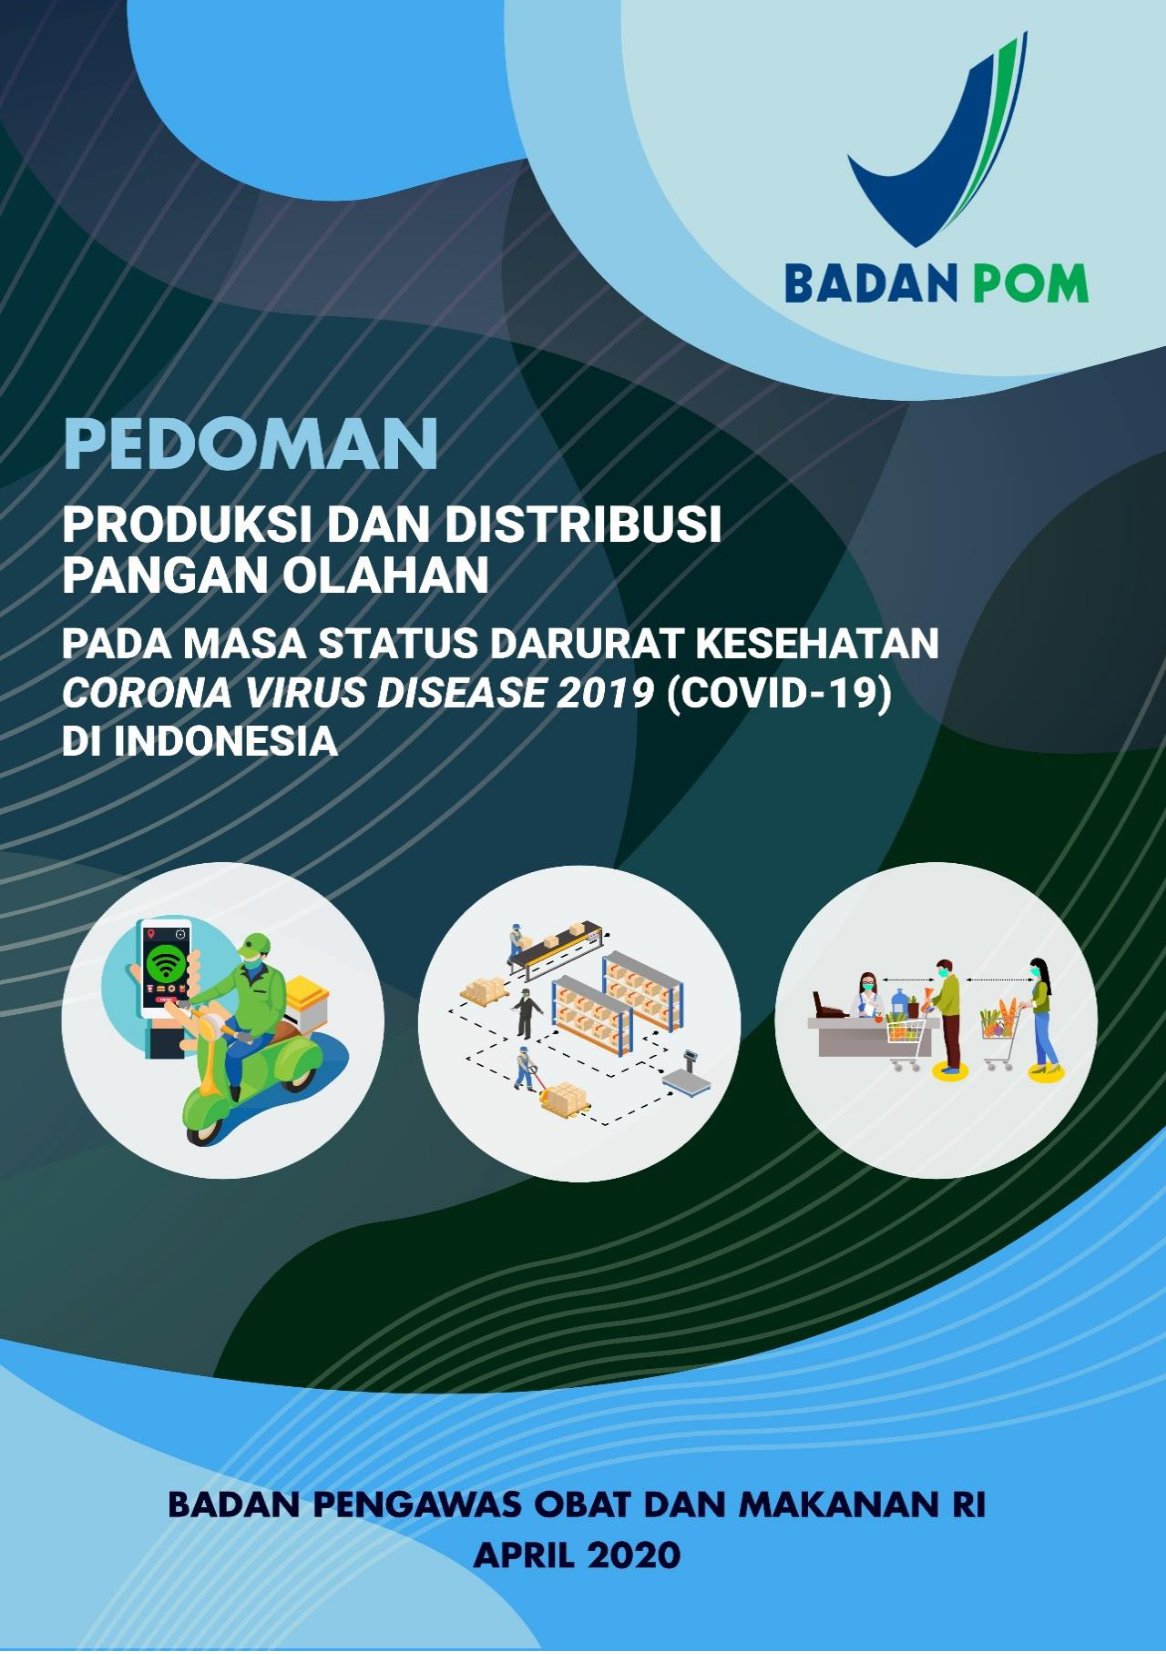 BADAN POM
PEDOMAN
PRODUKSI DAN DISTRIBUSI
PANGAN OLAHAN
PADA MASA STATUS DARURAT KESEHATAN
CORONA VIRUS DISEASE 2019 (COVID-19)
DI INDONESIA
BADAN PENGAWAS OBAT DAN MAKANAN RI
APRIL 2020